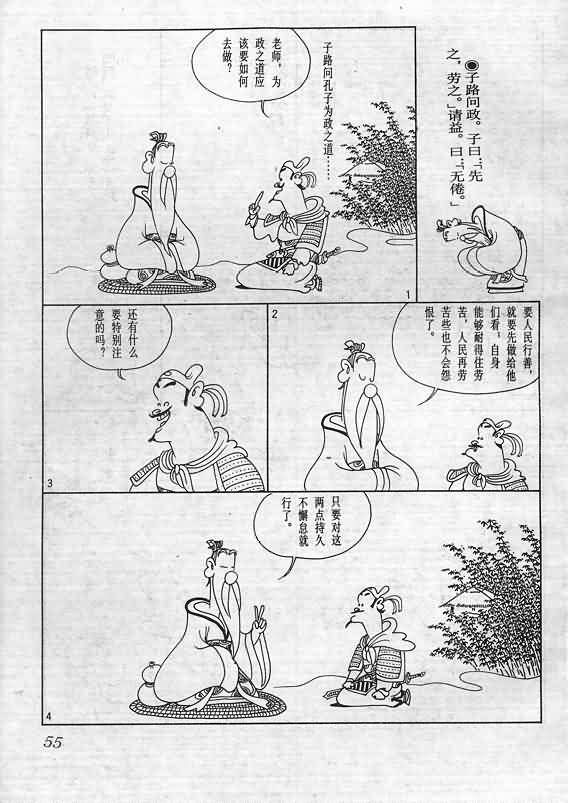 ◉子路问政。子曰：「先
之，劳之。」请益。曰：「无倦。」
子路问孔子为政之道……
老师，为
政之道应
该要如何
去做？
1
要人民行善，
就要先做给他
们看，自身
能够耐得住劳
苦，人民再劳
苦些也不会怨
恨了。
2
还有什么
要特别注
意的吗？
3
只要对这
两点持久
不懈怠就
行了。
4
55